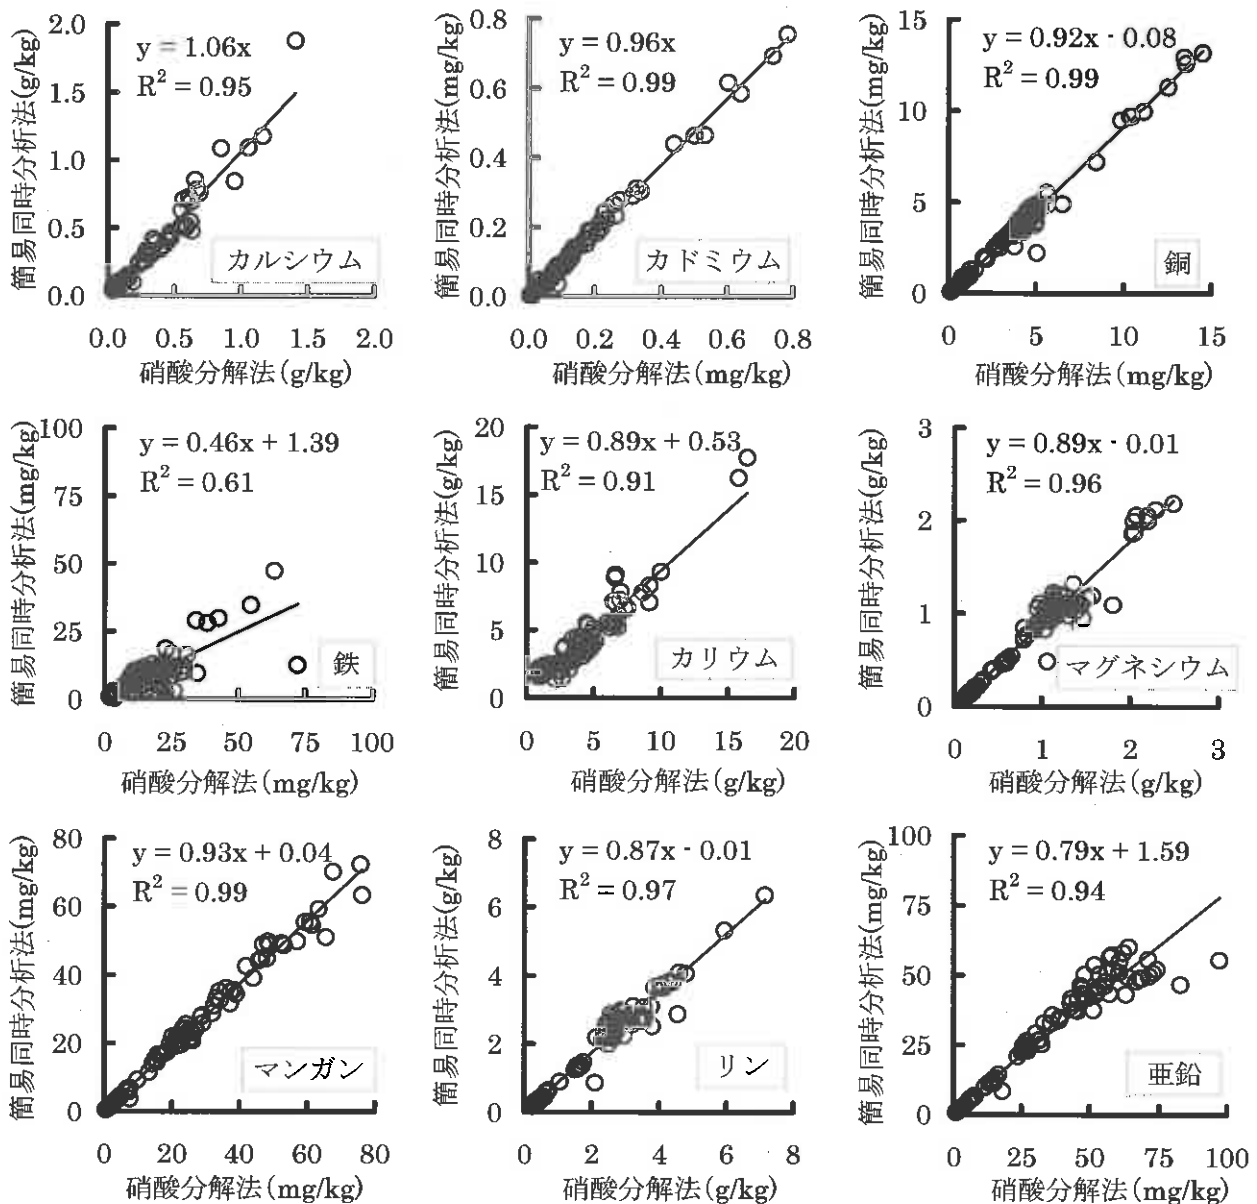 簡易同時分析法(g/kg)
2.0
1.5
1.0
0.5
0.0
y = 1.06x
R² = 0.95
カルシウム
0.0 0.5 1.0 1.5 2.0
硝酸分解法(g/kg)
簡易同時分析法(mg/kg)
0.8
0.6
0.4
0.2
0.0
y = 0.96x
R² = 0.99
カドミウム
0.0 0.2 0.4 0.6 0.8
硝酸分解法(mg/kg)
簡易同時分析法(mg/kg)
15
10
5
0
y = 0.92x - 0.08
R² = 0.99
銅
0 5 10 15
硝酸分解法(mg/kg)
簡易同時分析法(mg/kg)
100
75
50
25
0
y = 0.46x + 1.39
R² = 0.61
鉄
0 25 50 75 100
硝酸分解法(mg/kg)
簡易同時分析法(g/kg)
20
15
10
5
0
y = 0.89x + 0.53
R² = 0.91
カリウム
0 5 10 15 20
硝酸分解法(g/kg)
簡易同時分析法(g/kg)
3
2
1
0
y = 0.89x - 0.01
R² = 0.96
マグネシウム
0 1 2 3
硝酸分解法(g/kg)
簡易同時分析法(mg/kg)
80
60
40
20
0
y = 0.93x + 0.04
R² = 0.99
マンガン
0 20 40 60 80
硝酸分解法(mg/kg)
簡易同時分析法(g/kg)
8
6
4
2
0
y = 0.87x - 0.01
R² = 0.97
リン
0 2 4 6 8
硝酸分解法(g/kg)
簡易同時分析法(mg/kg)
100
75
50
25
0
y = 0.79x + 1.59
R² = 0.94
亜鉛
0 25 50 75 100
硝酸分解法(mg/kg)